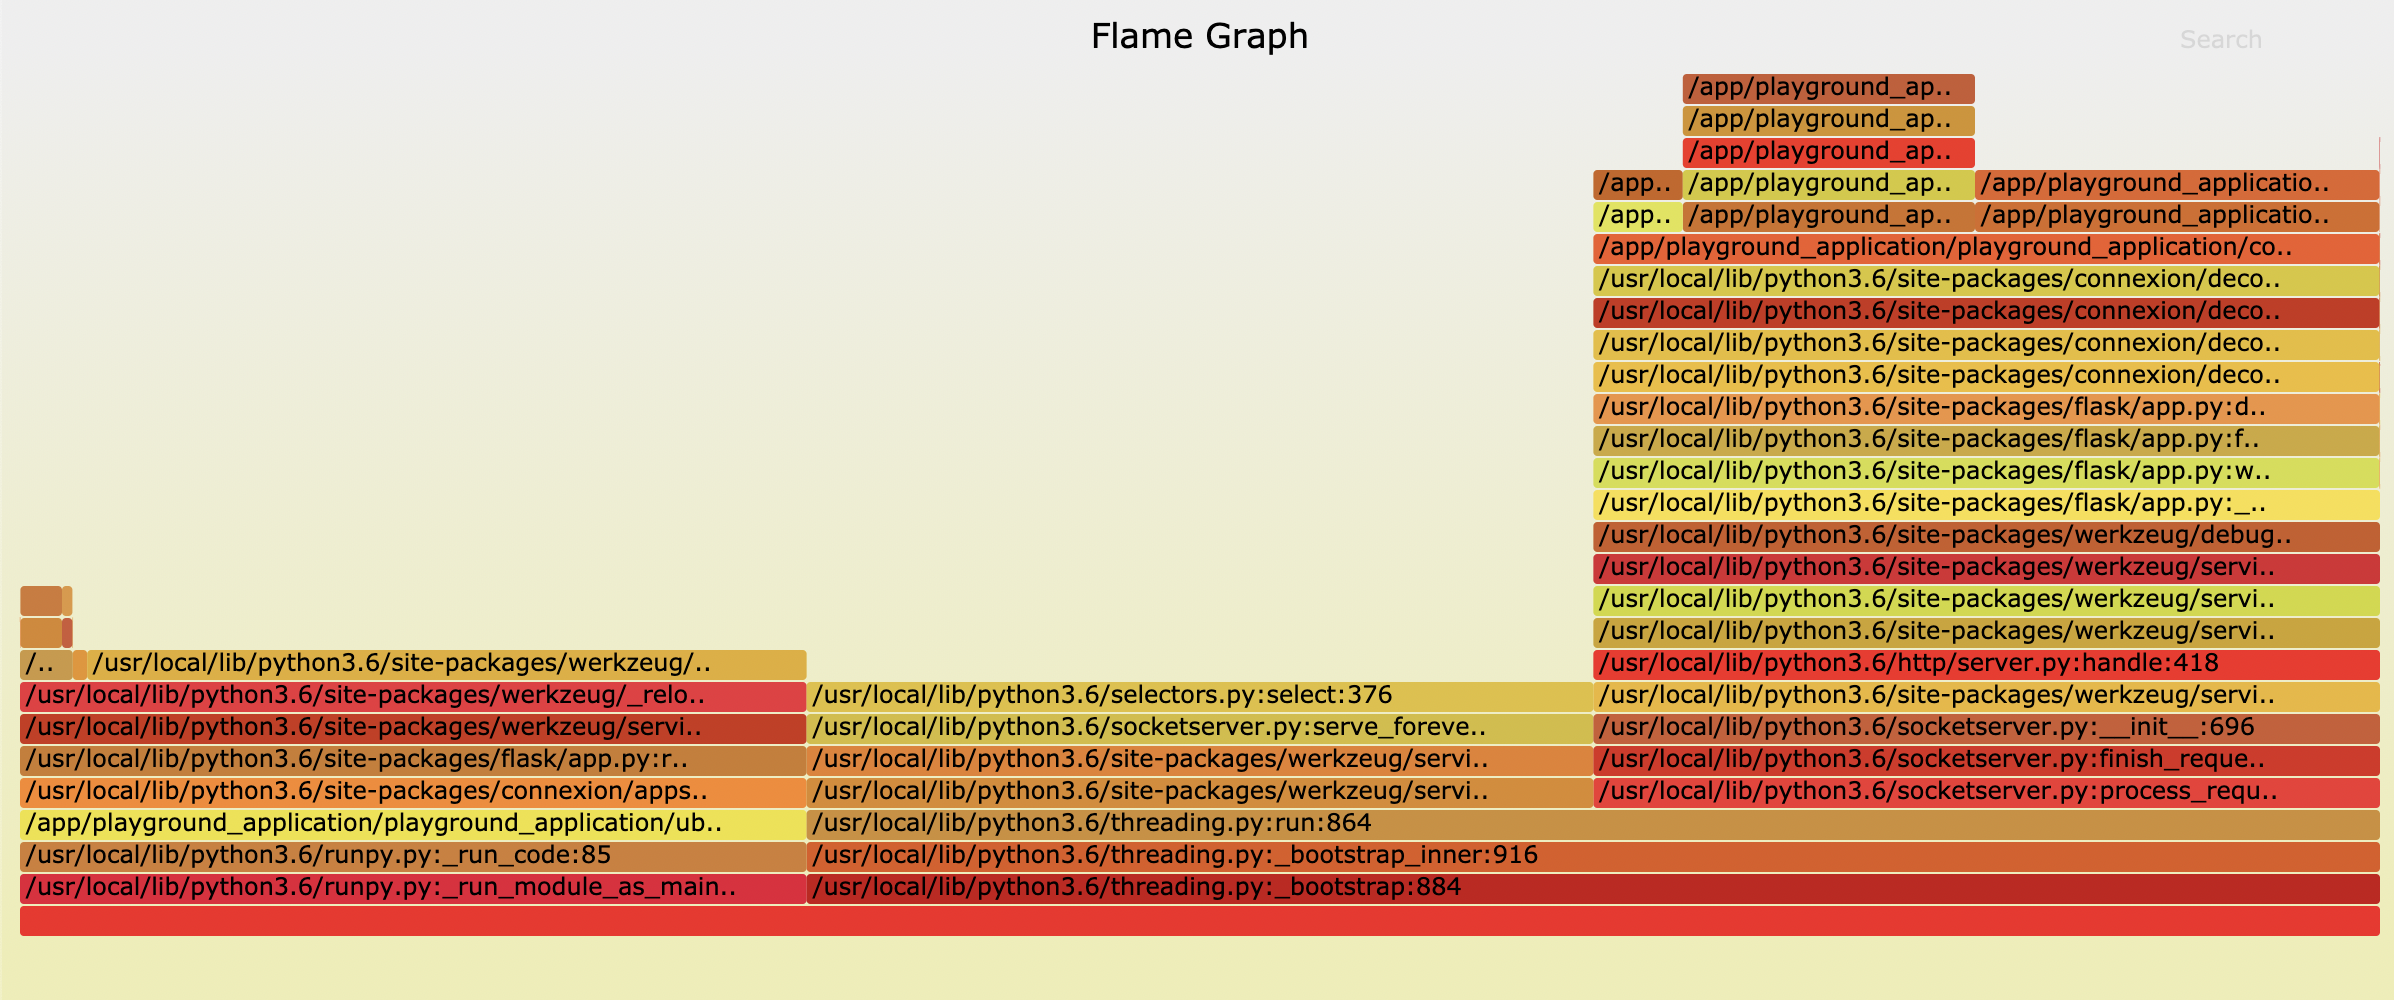 Flame Graph
Search
/app/playground_ap..
/app/playground_ap..
/app/playground_ap..
/app.. /app/playground_ap.. /app/playground_applicatio..
/app.. /app/playground_ap.. /app/playground_applicatio..
/app/playground_application/playground_application/co..
/usr/local/lib/python3.6/site-packages/connexion/deco..
/usr/local/lib/python3.6/site-packages/connexion/deco..
/usr/local/lib/python3.6/site-packages/connexion/deco..
/usr/local/lib/python3.6/site-packages/connexion/deco..
/usr/local/lib/python3.6/site-packages/flask/app.py:d..
/usr/local/lib/python3.6/site-packages/flask/app.py:f..
/usr/local/lib/python3.6/site-packages/flask/app.py:w..
/usr/local/lib/python3.6/site-packages/flask/app.py:_..
/usr/local/lib/python3.6/site-packages/werkzeug/debug..
/usr/local/lib/python3.6/site-packages/werkzeug/servi..
/usr/local/lib/python3.6/site-packages/werkzeug/servi..
/usr/local/lib/python3.6/site-packages/werkzeug/servi..
/.. /usr/local/lib/python3.6/site-packages/werkzeug/.. /usr/local/lib/python3.6/http/server.py:handle:418
/usr/local/lib/python3.6/site-packages/werkzeug/_relo.. /usr/local/lib/python3.6/selectors.py:select:376 /usr/local/lib/python3.6/site-packages/werkzeug/servi..
/usr/local/lib/python3.6/site-packages/werkzeug/servi.. /usr/local/lib/python3.6/socketserver.py:serve_foreve.. /usr/local/lib/python3.6/socketserver.py:__init__:696
/usr/local/lib/python3.6/site-packages/flask/app.py:r.. /usr/local/lib/python3.6/site-packages/werkzeug/servi.. /usr/local/lib/python3.6/socketserver.py:finish_reque..
/usr/local/lib/python3.6/site-packages/connexion/apps.. /usr/local/lib/python3.6/site-packages/werkzeug/servi.. /usr/local/lib/python3.6/socketserver.py:process_requ..
/app/playground_application/playground_application/ub.. /usr/local/lib/python3.6/threading.py:run:864
/usr/local/lib/python3.6/runpy.py:_run_code:85 /usr/local/lib/python3.6/threading.py:_bootstrap_inner:916
/usr/local/lib/python3.6/runpy.py:_run_module_as_main.. /usr/local/lib/python3.6/threading.py:_bootstrap:884